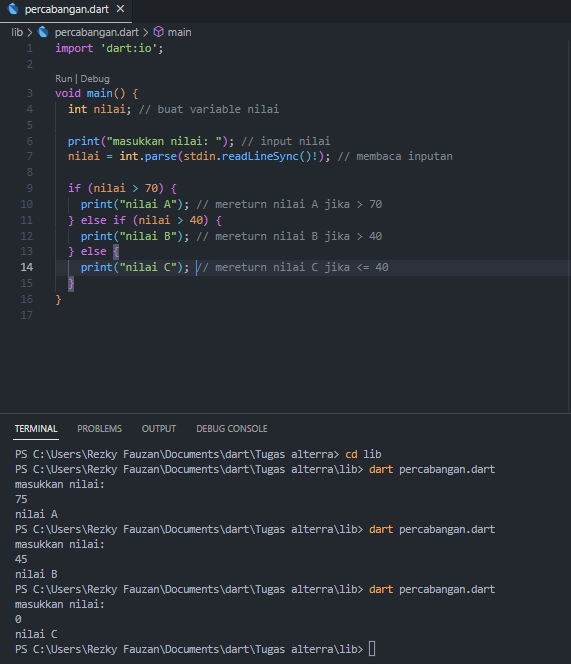 percabangan.dart ×
lib > percabangan.dart > main
1 import 'dart:io';
2
Run | Debug
3 void main() {
4 int nilai; // buat variable nilai
5
6 print("masukkan nilai: "); // input nilai
7 nilai = int.parse(stdin.readLineSync()!); // membaca inputan
8
9 if (nilai > 70) {
10 print("nilai A"); // mereturn nilai A jika > 70
11 } else if (nilai > 40) {
12 print("nilai B"); // mereturn nilai B jika > 40
13 } else {
14 print("nilai C"); // mereturn nilai C jika <= 40
15 }
16 }
17
TERMINAL PROBLEMS OUTPUT DEBUG CONSOLE
PS C:\Users\Rezky Fauzan\Documents\dart\Tugas alterra> cd lib
PS C:\Users\Rezky Fauzan\Documents\dart\Tugas alterra\lib> dart percabangan.dart
masukkan nilai:
75
nilai A
PS C:\Users\Rezky Fauzan\Documents\dart\Tugas alterra\lib> dart percabangan.dart
masukkan nilai:
45
nilai B
PS C:\Users\Rezky Fauzan\Documents\dart\Tugas alterra\lib> dart percabangan.dart
masukkan nilai:
0
nilai C
PS C:\Users\Rezky Fauzan\Documents\dart\Tugas alterra\lib>